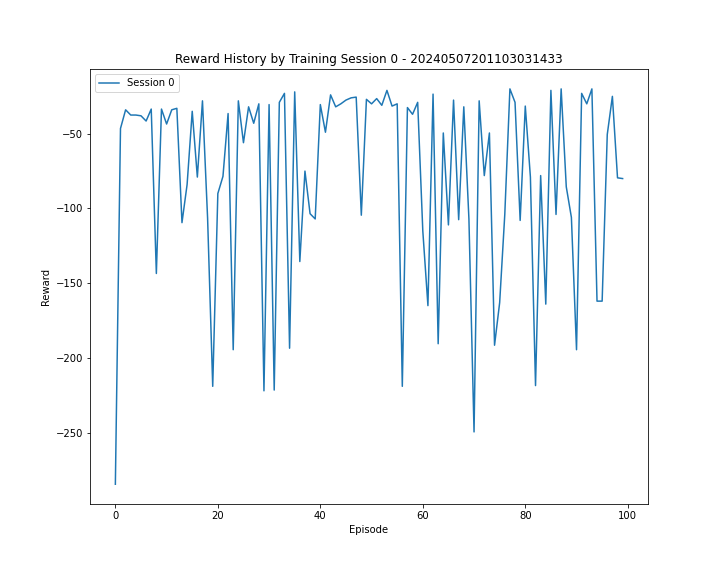 Reward History by Training Session 0 - 20240507201103031433
Session 0
−50
−100
−150
−200
−250
Reward
0
20
40
60
80
100
Episode